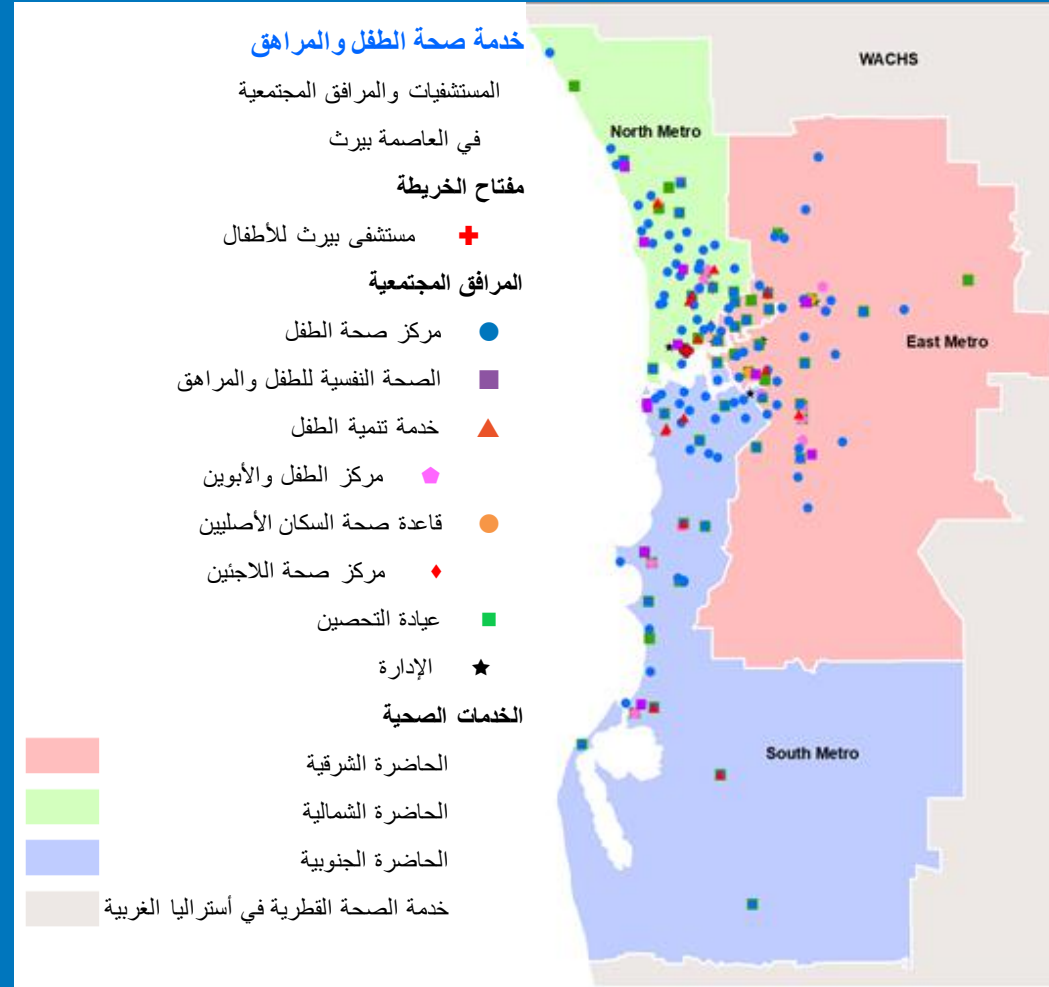 خدمة صحة الطفل والمراهق
المستشفيات والمرافق المجتمعية
في العاصمة بيرث
مفتاح الخريطة
مستشفى بيرث للأطفال
المرافق المجتمعية
مركز صحة الطفل
الصحة النفسية للطفل والمراهق
خدمة تنمية الطفل
مركز الطفل والأبوين
قاعدة صحة السكان الأصليين
مركز صحة اللاجئين
عيادة التحصين
الإدارة
الخدمات الصحية
الحاضرة الشرقية
الحاضرة الشمالية
الحاضرة الجنوبية
خدمة الصحة القطرية في أستراليا الغربية
WACHS
North Metro
East Metro
South Metro